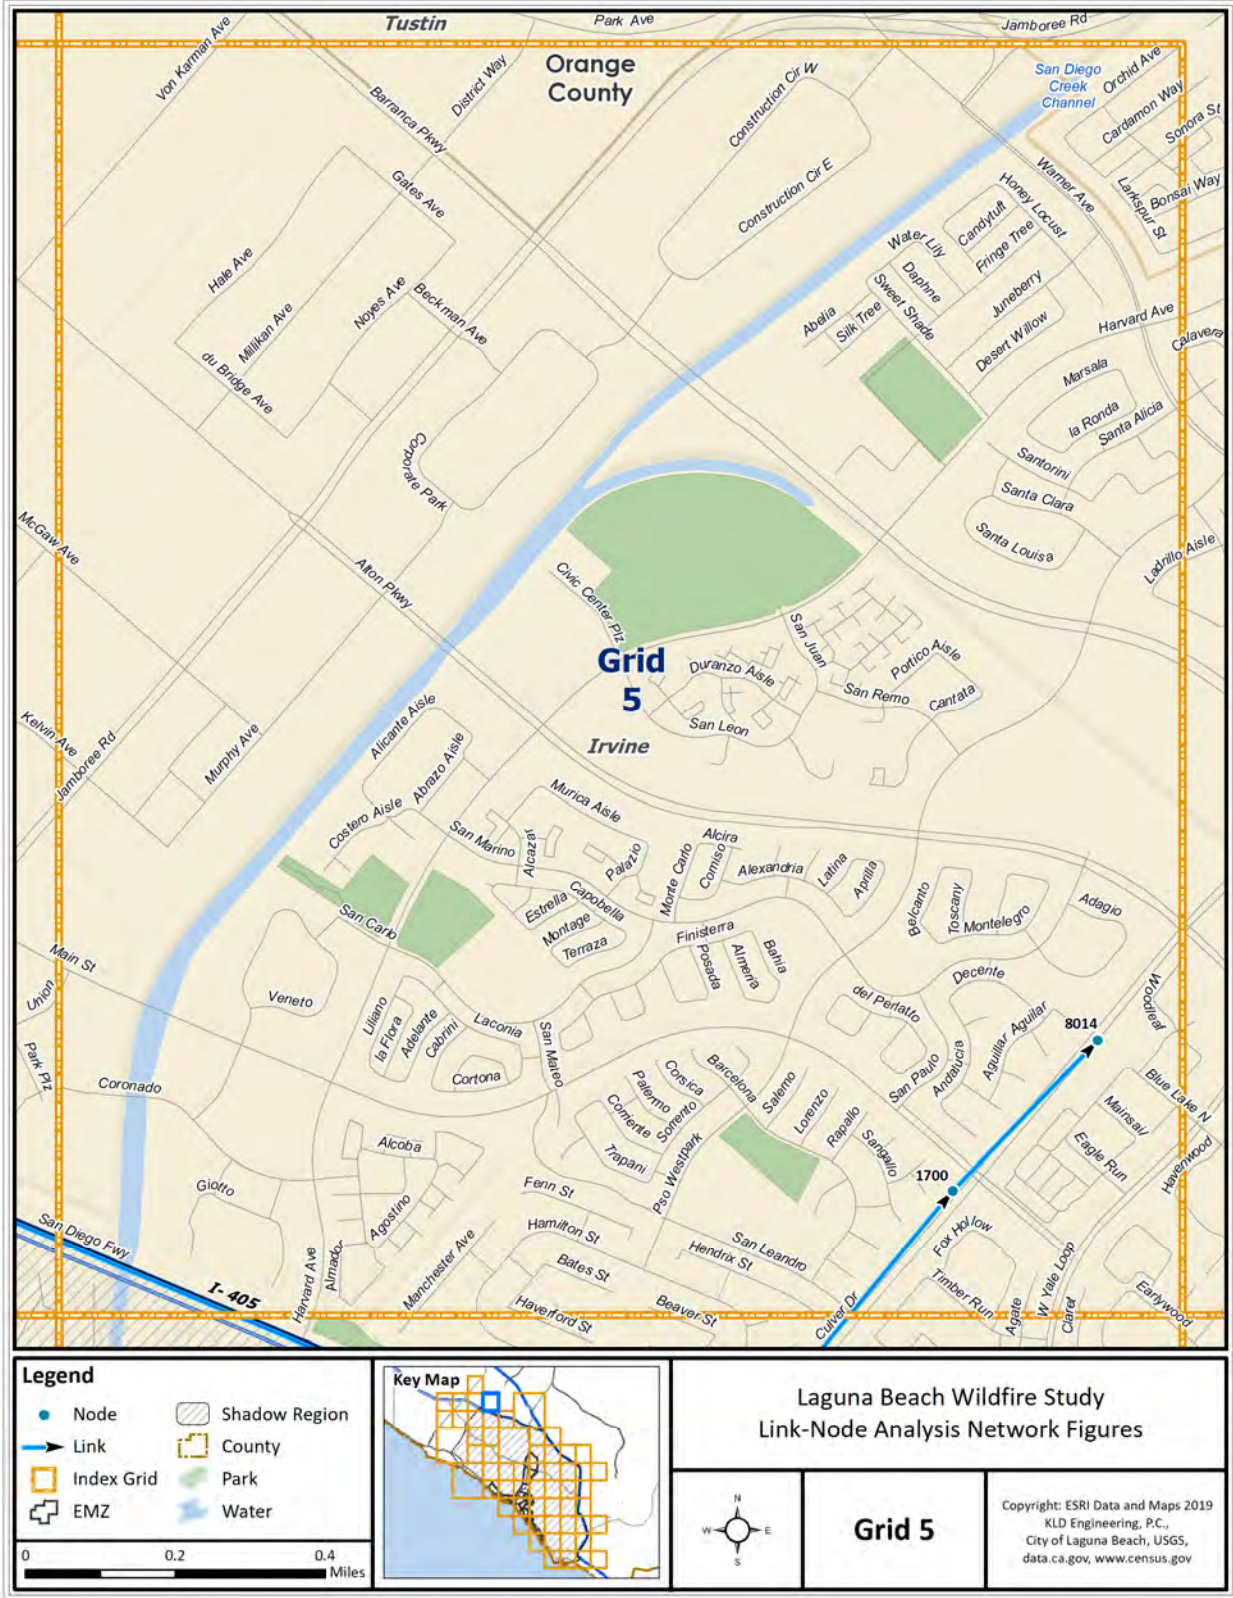 Tustin
Park Ave
Jamboree Rd
Von Karman Ave
Barranca Pkwy
District Way
Orange
County
Construction Cir W
San Diego
Creek
Channel
Orchid Ave
Cardamon Way
Sonora St
Gates Ave
Construction Cir E
Warner Ave
Honey Locust
Larkspur St
Bonsai Way
Candytuft
Fringe Tree
Water Lily
Daphne
Sweet Shade
Hale Ave
Noyes Ave
Beckman Ave
Millikan Ave
du Bridge Ave
Abelia
Silk Tree
Juneberry
Desert Willow
Harvard Ave
Calavera
Marsala
la Ronda
Santa Alicia
Corporate Park
Santorini
Santa Clara
Santa Louisa
Ladrillo Aisle
McGaw Ave
Alton Pkwy
Civic Center Plz
San Juan
Portico Aisle
Grid
5
Duranzo Aisle
San Remo
Cantata
San Leon
Irvine
Kelvin Ave
Jamboree Rd
Murphy Ave
Alicante Aisle
Abrazo Aisle
Costero Aisle
Murica Aisle
San Marino
Alcazar
Palazio
Monte Carlo
Alcira
Comiso
Alexandria
Latina
Aprilla
Estrella
Capobella
Montage
Terraza
Finisterra
Posada
Almeria
Bahia
Belcanto
Toscany
Montelegro
Adagio
San Carlo
Main St
Union
Veneto
Decente
Woodleaf
del Perlatto
Liliano
la Flora
Adelante
Cabrini
Laconia
Cortona
San Mateo
Aguilar
Aguillar
8014
Park Plz
Coronado
Corsica
Barcelona
Palermo
Corriente
Sorrento
Trapani
Salerno
Lorenzo
Rapallo
Sangallo
San Paulo
Andalucia
Blue Lake N
Mainsail
Eagle Run
Havenwood
Alcoba
Pso Westpark
1700
Giotto
Agostino
Fenn St
Hamilton St
San Leandro
Hendrix St
Fox Hollow
San Diego Fwy
I- 405
Harvard Ave
Almador
Manchester Ave
Bates St
Haverford St
Beaver St
Culver Dr
Timber Run
Agate
W Yale Loop
Claret
Earlywood
Legend
Node
Link
Index Grid
EMZ
Shadow Region
County
Park
Water
0 0.2 0.4
Miles
Key Map
Laguna Beach Wildfire Study
Link-Node Analysis Network Figures
N
W E
S
Grid 5
Copyright: ESRI Data and Maps 2019
KLD Engineering, P.C.,
City of Laguna Beach, USGS,
data.ca.gov, www.census.gov